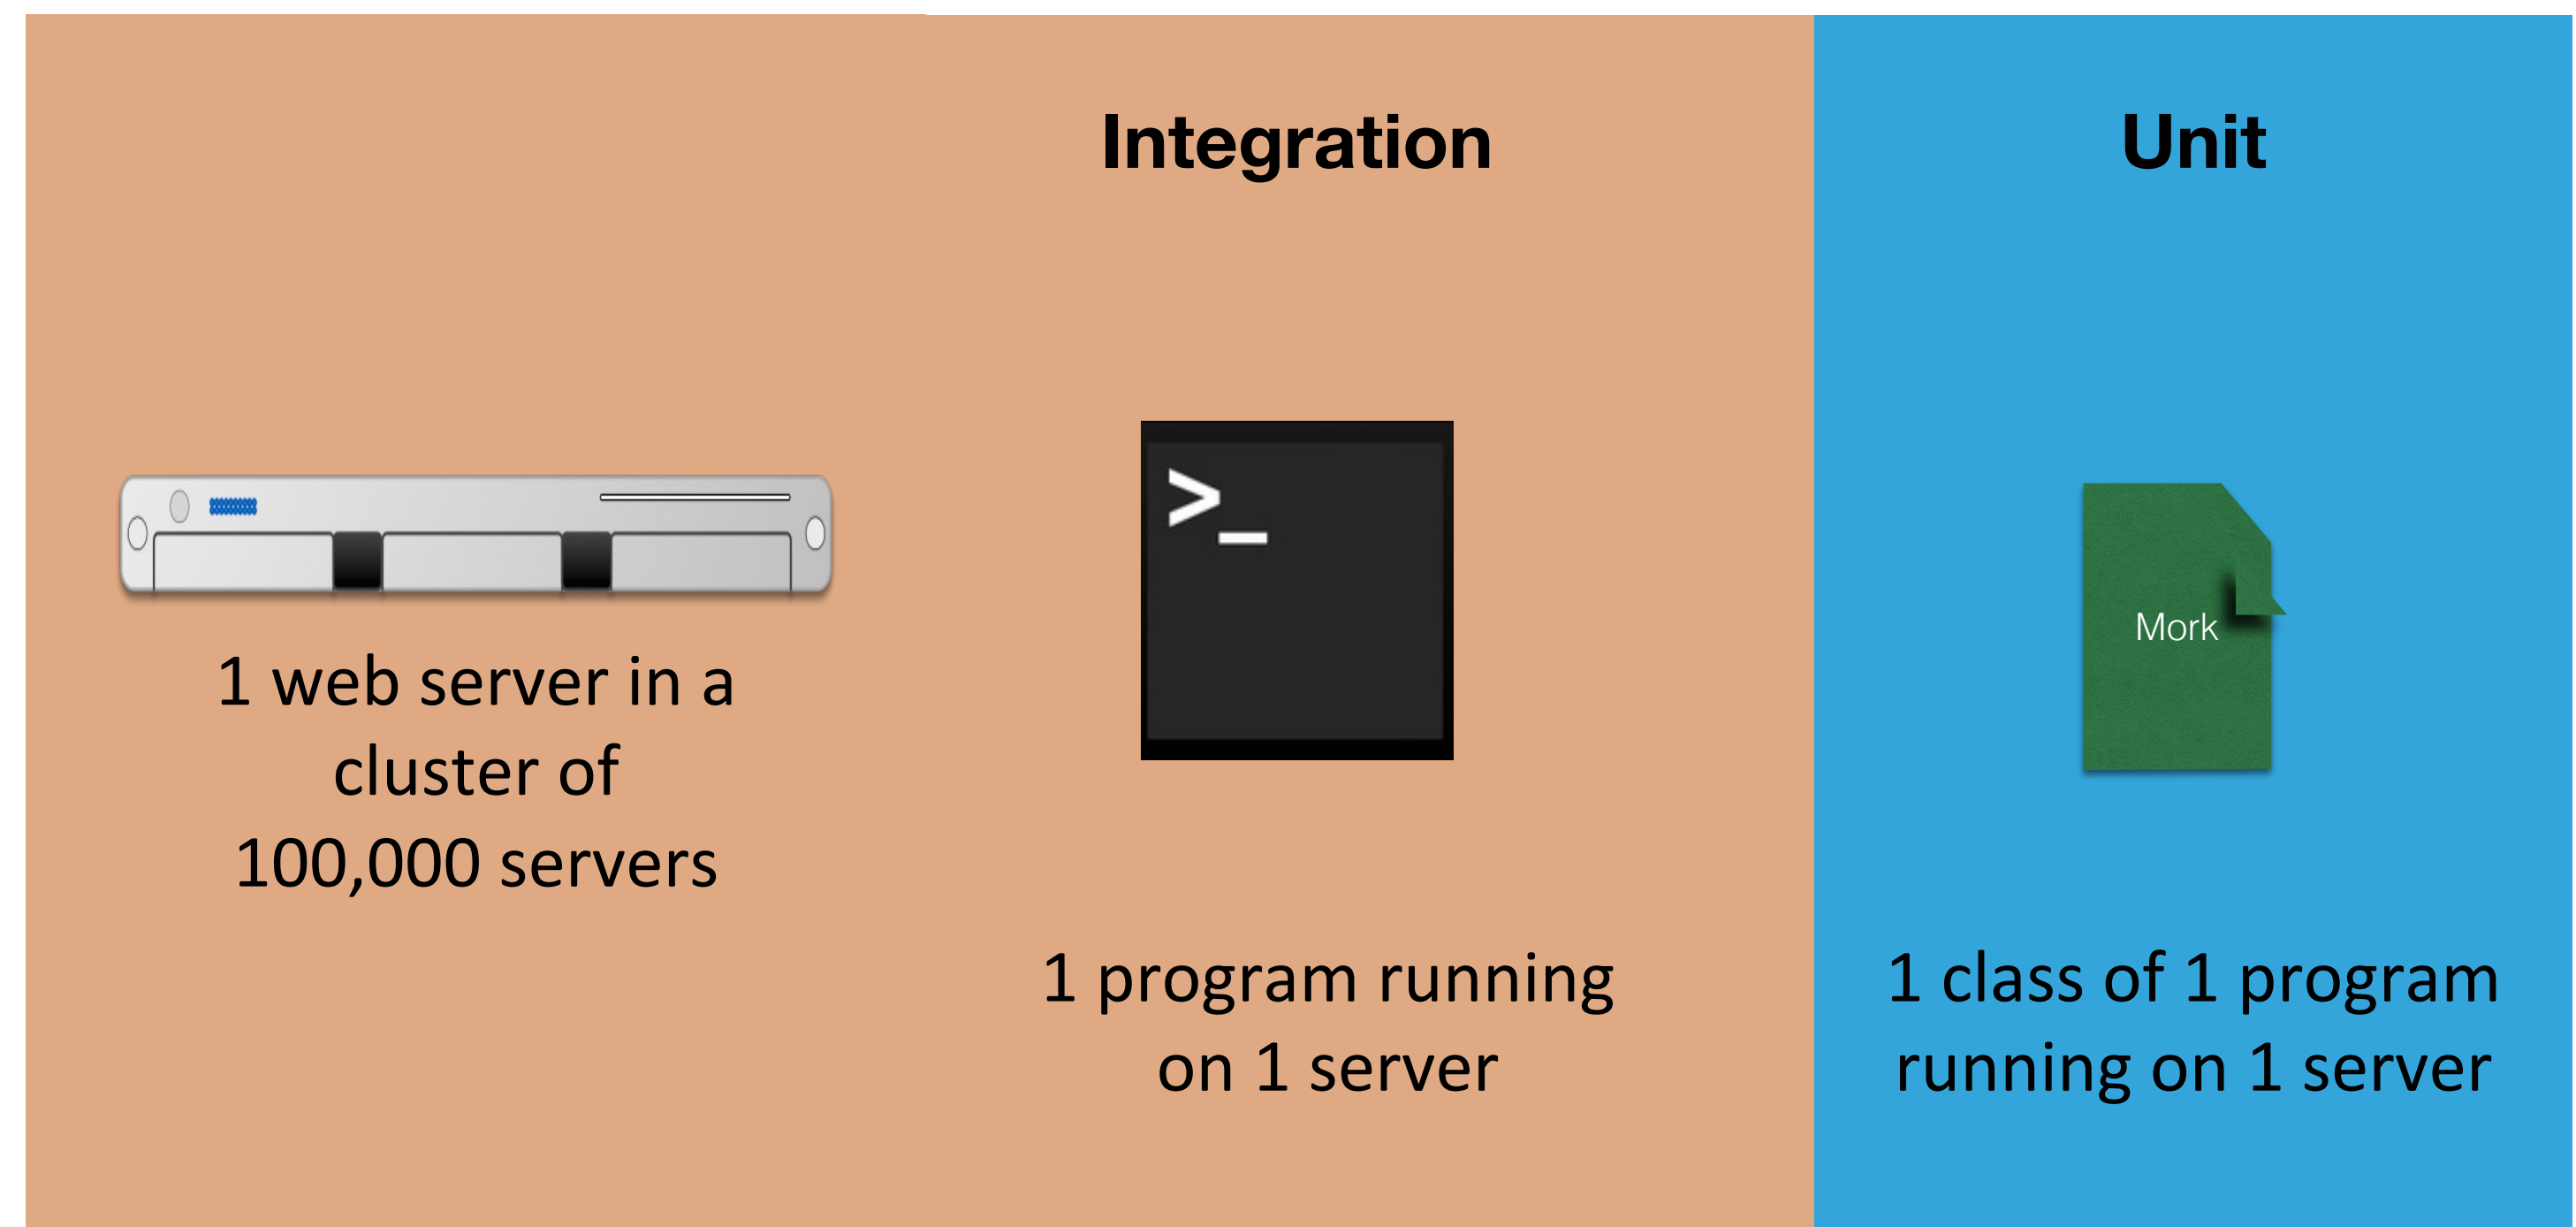 Integration
Unit
>_
Mork
1 web server in a
cluster of
100,000 servers
1 program running
on 1 server
1 class of 1 program
running on 1 server